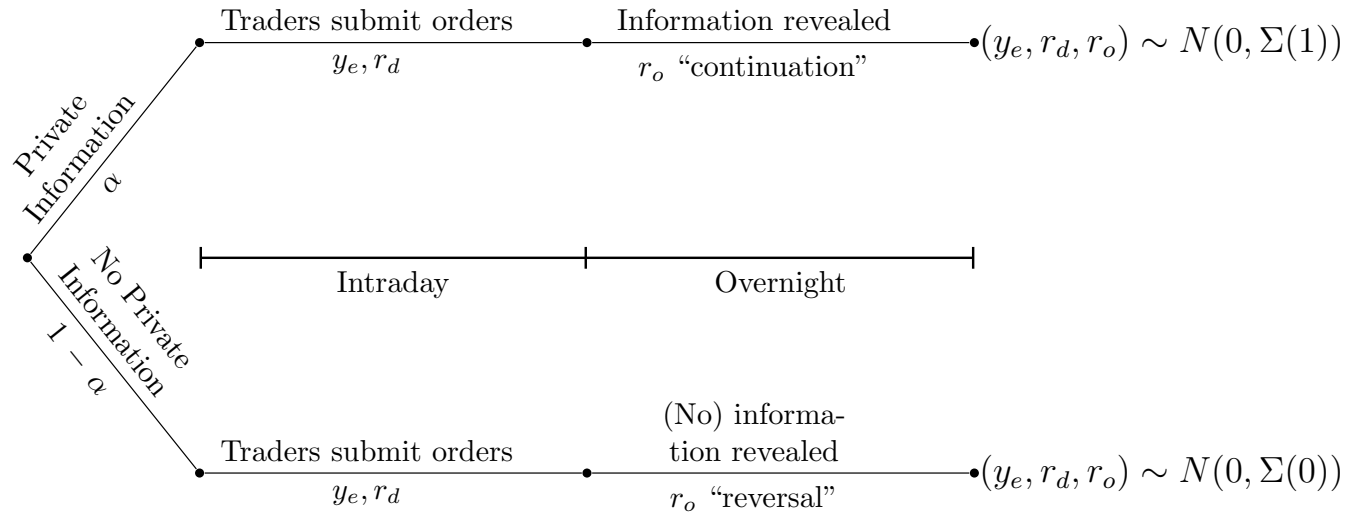 Traders submit orders
y_e, r_d
Information revealed
r_o “continuation”
(y_e, r_d, r_o) ∼ N(0, Σ(1))
Private
Information
α
Intraday
Overnight
No Private
Information
1 − α
Traders submit orders
y_e, r_d
(No) informa-
tion revealed
r_o “reversal”
(y_e, r_d, r_o) ∼ N(0, Σ(0))